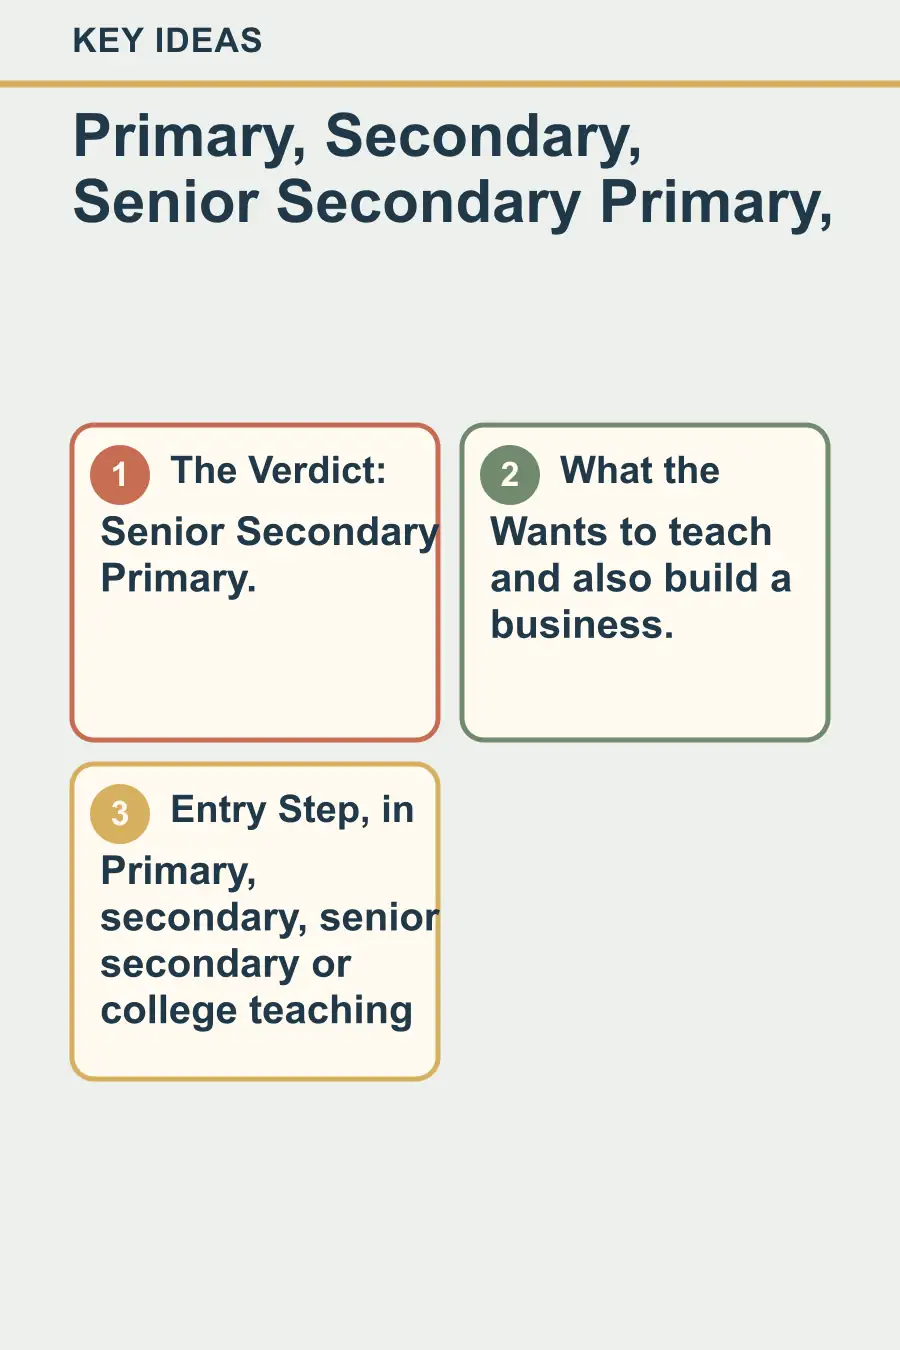 KEY IDEAS
Primary, Secondary,
Senior Secondary Primary,
1 The Verdict:
Senior Secondary
Primary.
2 What the
Wants to teach
and also build a
business.
3 Entry Step, in
Primary,
secondary, senior
secondary or
college teaching